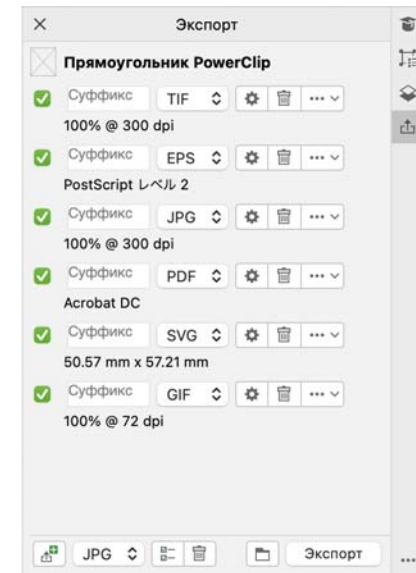 Экспорт
Прямоугольник PowerClip
Суффикс TIF
100% @ 300 dpi
Суффикс EPS
PostScript レベル 2
Суффикс JPG
100% @ 300 dpi
Суффикс PDF
Acrobat DC
Суффикс SVG
50.57 mm x 57.21 mm
Суффикс GIF
100% @ 72 dpi
JPG Экспорт